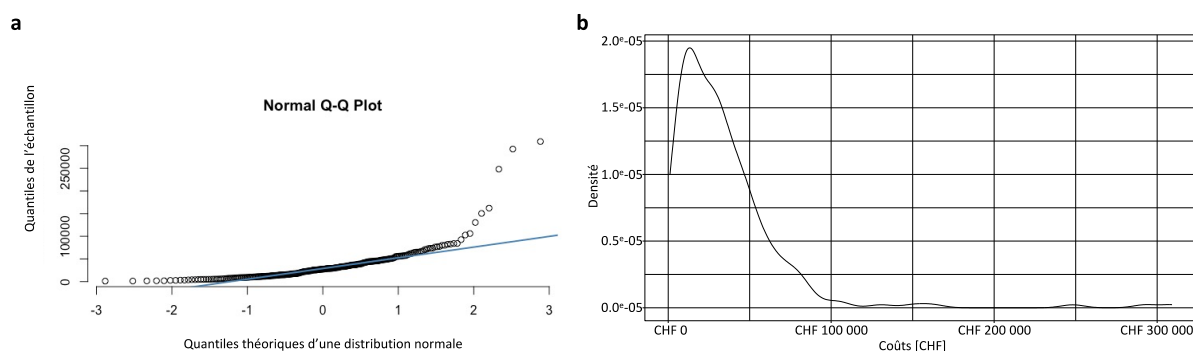 a
Normal Q-Q Plot
Quantiles de l'échantillon
250000
100000
0
-3 -2 -1 0 1 2 3
Quantiles théoriques d'une distribution normale
b
2.0e-05
1.5e-05
1.0e-05
0.5e-05
0.0e-05
Densité
CHF 0 CHF 100 000 CHF 200 000 CHF 300 000
Coûts [CHF]